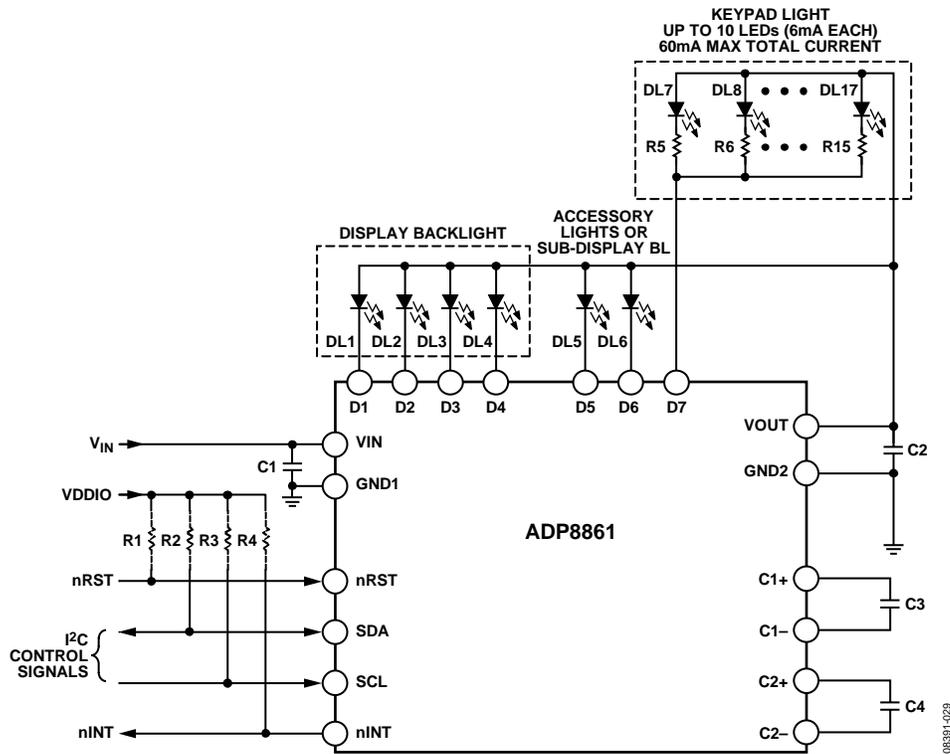 KEYPAD LIGHT
UP TO 10 LEDs (6mA EACH)
60mA MAX TOTAL CURRENT
DL7 DL8 DL17
R5 R6 R15
ACCESSORY
LIGHTS OR
SUB-DISPLAY BL
DISPLAY BACKLIGHT
DL1 DL2 DL3 DL4 DL5 DL6
D1 D2 D3 D4 D5 D6 D7
VIN VIN VOUT
C1 C2
GND1 GND2
VDDIO
R1 R2 R3 R4
ADP8861
nRST nRST C1+
C3
SDA C1–
I2C
CONTROL
SIGNALS
SCL C2+
C4
nINT nINT C2–
08391-029